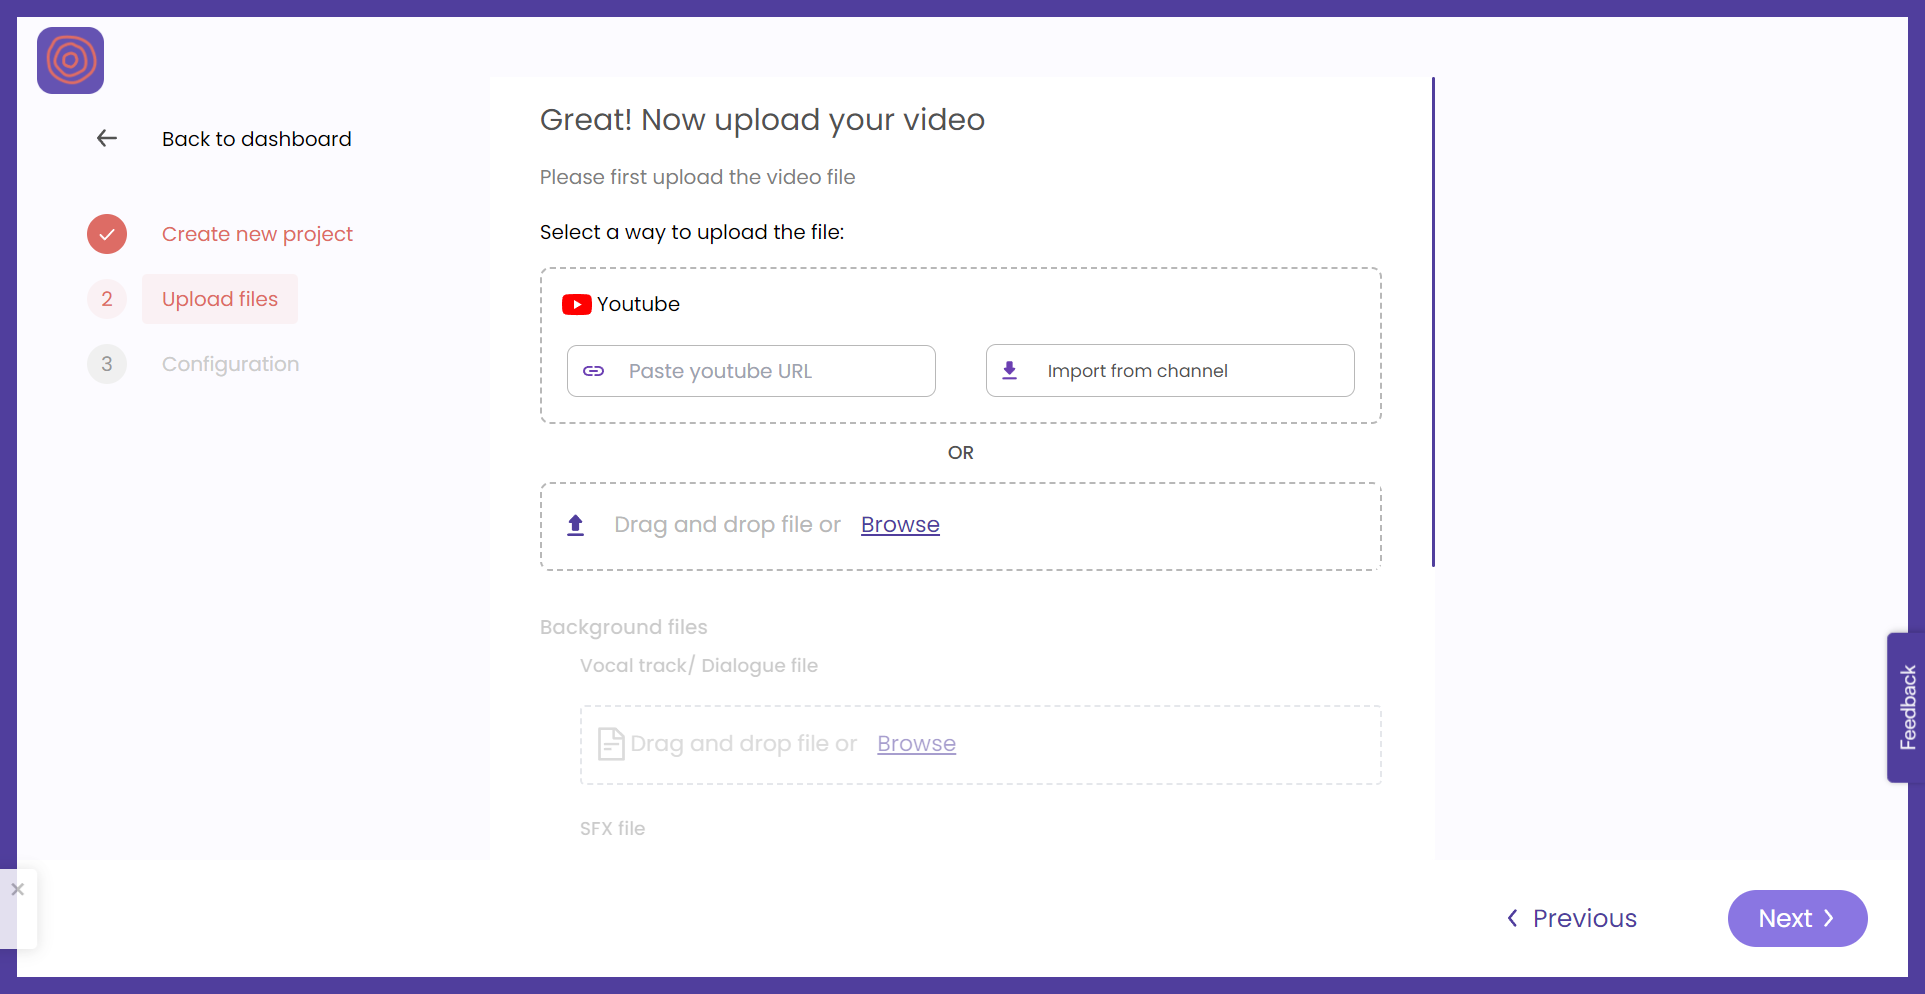 Back to dashboard
Create new project
2 Upload files
3 Configuration
Great! Now upload your video
Please first upload the video file
Select a way to upload the file:
Youtube
Paste youtube URL
Import from channel
OR
Drag and drop file or Browse
Background files
Vocal track/ Dialogue file
Drag and drop file or Browse
SFX file
Feedback
Previous
Next